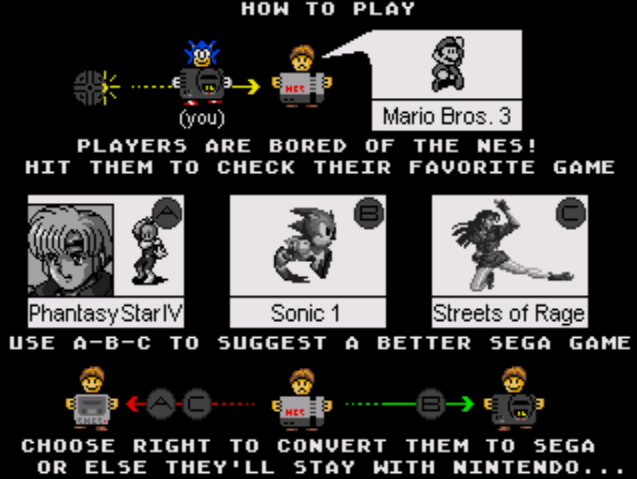 HOW TO PLAY
(you)
NES
Mario Bros. 3
PLAYERS ARE BORED OF THE NES!
HIT THEM TO CHECK THEIR FAVORITE GAME
A
B
C
Phantasy Star IV
Sonic 1
Streets of Rage
USE A-B-C TO SUGGEST A BETTER SEGA GAME
A C
NES
B
CHOOSE RIGHT TO CONVERT THEM TO SEGA
OR ELSE THEY'LL STAY WITH NINTENDO...